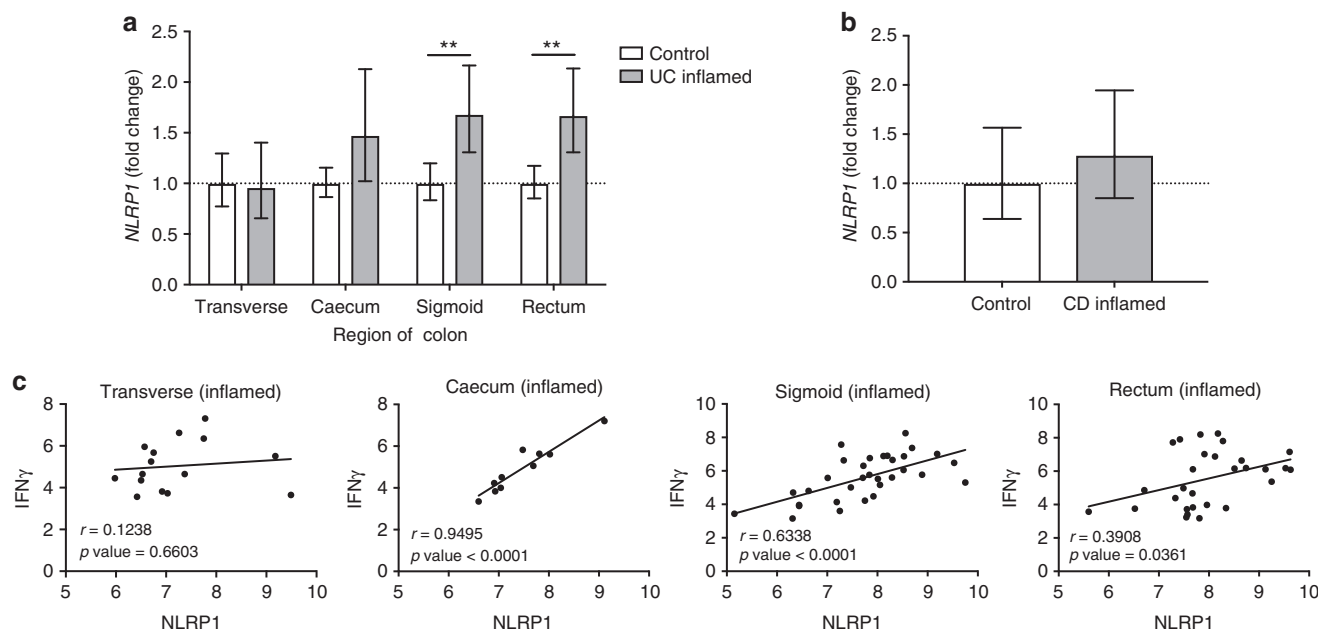 a
NLRP1 (fold change)
2.5
2.0
1.5
1.0
0.5
0.0
** **
Control
UC inflamed
Transverse Caecum Sigmoid Rectum
Region of colon
b
NLRP1 (fold change)
2.5
2.0
1.5
1.0
0.5
0.0
Control CD inflamed
c
Transverse (inflamed)
IFNγ
8
6
4
2
0
r = 0.1238
p value = 0.6603
5 6 7 8 9 10
NLRP1
Caecum (inflamed)
IFNγ
8
6
4
2
0
r = 0.9495
p value < 0.0001
5 6 7 8 9 10
NLRP1
Sigmoid (inflamed)
IFNγ
10
8
6
4
2
0
r = 0.6338
p value < 0.0001
5 6 7 8 9 10
NLRP1
Rectum (inflamed)
IFNγ
10
8
6
4
2
0
r = 0.3908
p value = 0.0361
5 6 7 8 9 10
NLRP1